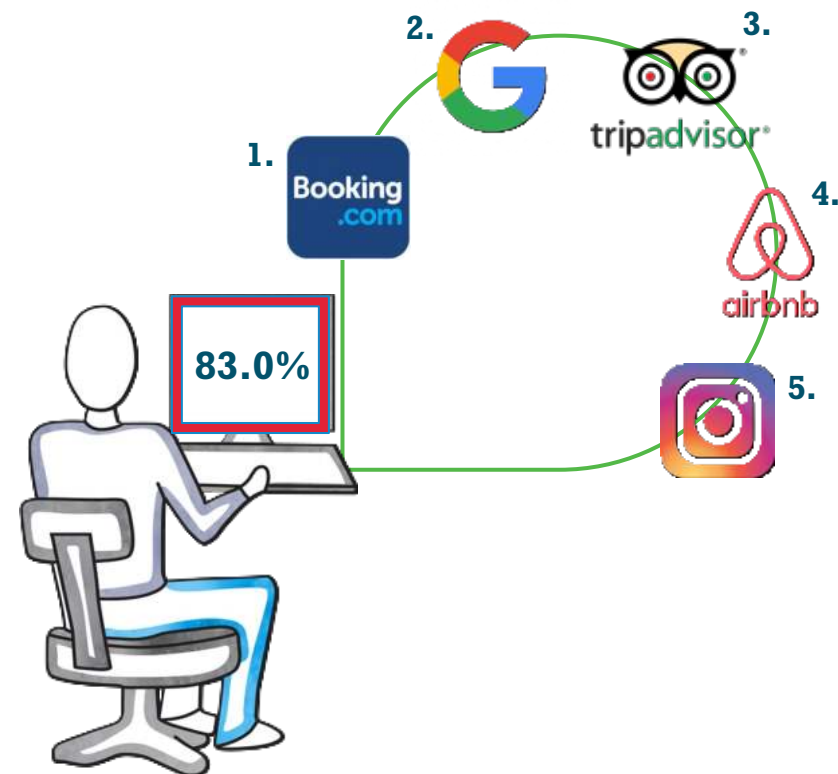 2.
3.
tripadvisor®
1.
Booking
.com
4.
airbnb
83.0%
5.